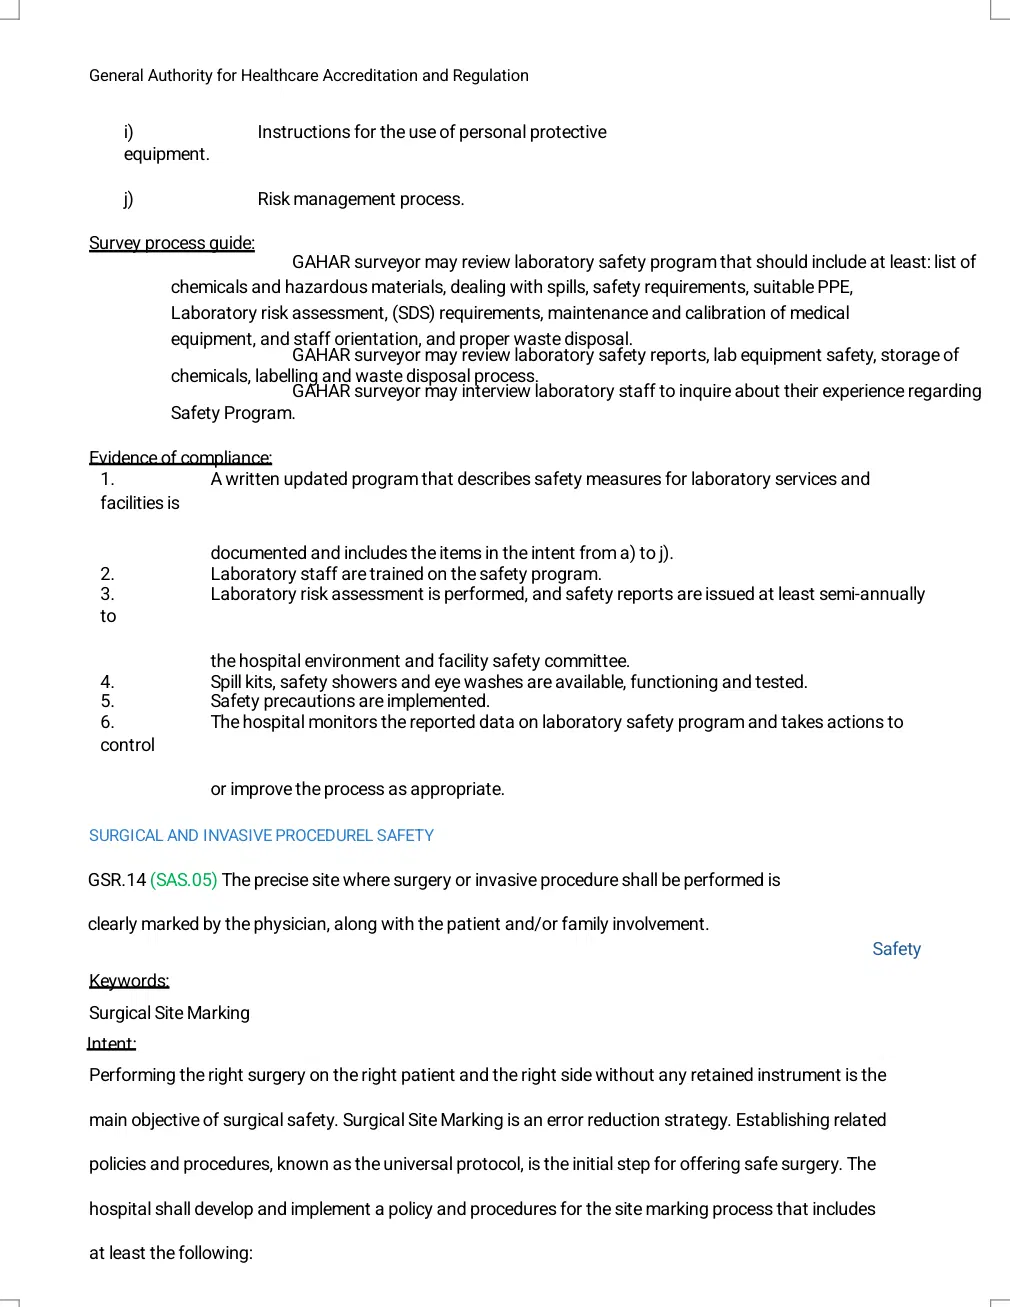 General Authority for Healthcare Accreditation and Regulation
i) Instructions for the use of personal protective
equipment.
j) Risk management process.
Survey process guide:
GAHAR surveyor may review laboratory safety program that should include at least: list of
chemicals and hazardous materials, dealing with spills, safety requirements, suitable PPE,
Laboratory risk assessment, (SDS) requirements, maintenance and calibration of medical
equipment, and staff orientation, and proper waste disposal.
GAHAR surveyor may review laboratory safety reports, lab equipment safety, storage of
chemicals, labelling and waste disposal process.
GAHAR surveyor may interview laboratory staff to inquire about their experience regarding
Safety Program.
Evidence of compliance:
1. A written updated program that describes safety measures for laboratory services and
facilities is
documented and includes the items in the intent from a) to j).
2. Laboratory staff are trained on the safety program.
3. Laboratory risk assessment is performed, and safety reports are issued at least semi-annually
to
the hospital environment and facility safety committee.
4. Spill kits, safety showers and eye washes are available, functioning and tested.
5. Safety precautions are implemented.
6. The hospital monitors the reported data on laboratory safety program and takes actions to
control
or improve the process as appropriate.
SURGICAL AND INVASIVE PROCEDUREL SAFETY
GSR.14 (SAS.05) The precise site where surgery or invasive procedure shall be performed is
clearly marked by the physician, along with the patient and/or family involvement.
Safety
Keywords:
Surgical Site Marking
Intent:
Performing the right surgery on the right patient and the right side without any retained instrument is the
main objective of surgical safety. Surgical Site Marking is an error reduction strategy. Establishing related
policies and procedures, known as the universal protocol, is the initial step for offering safe surgery. The
hospital shall develop and implement a policy and procedures for the site marking process that includes
at least the following: